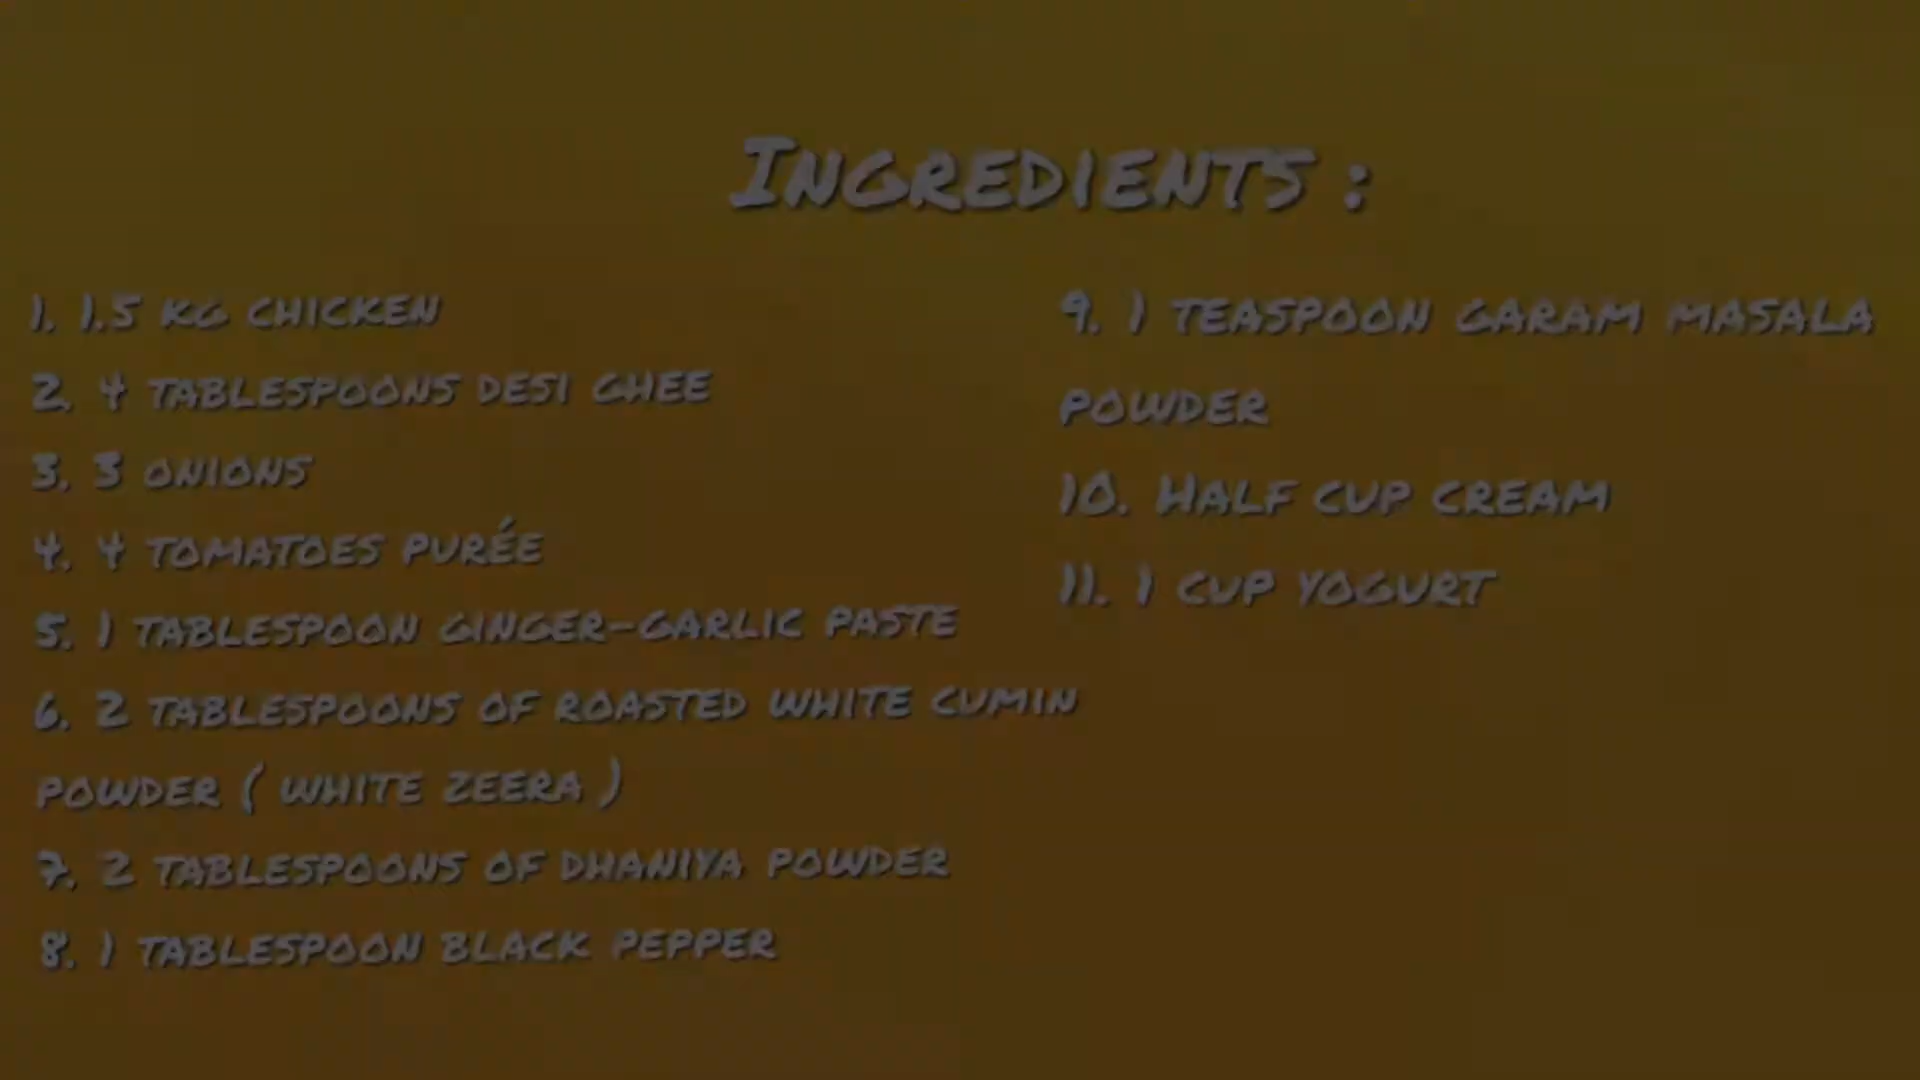 Ingredients :
1. 1.5 kg chicken
2. 4 tablespoons desi ghee
3. 3 onions
4. 4 tomatoes purée
5. 1 tablespoon ginger-garlic paste
6. 2 tablespoons of roasted white cumin
powder ( white zeera )
7. 2 tablespoons of dhaniya powder
8. 1 tablespoon black pepper
9. 1 teaspoon garam masala
powder
10. Half cup cream
11. 1 cup yogurt